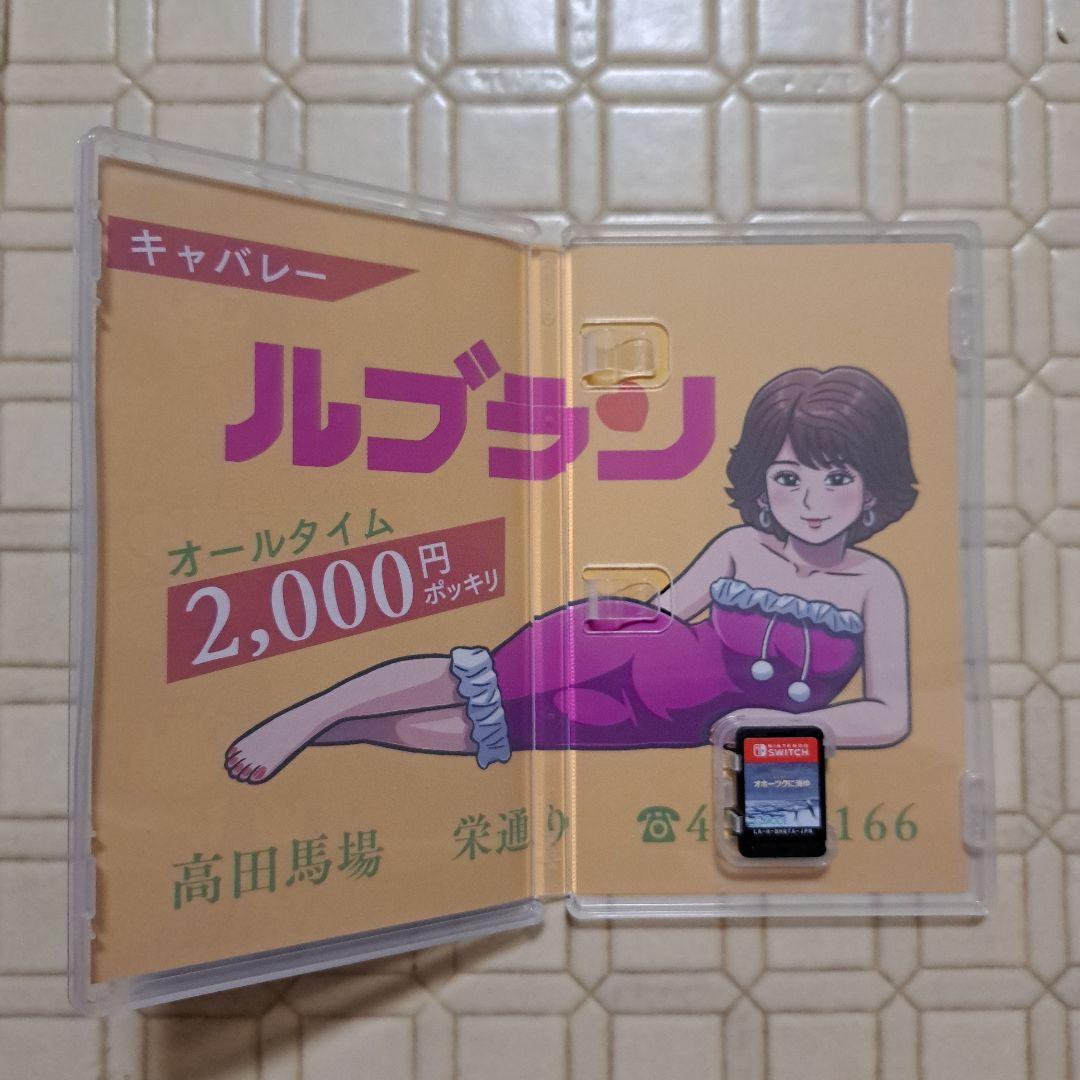 キャバレー
ルブラン
オールタイム
2,000円
ポッキリ
高田馬場 栄通り ☎4 166
NINTENDO
SWITCH
オホーツクに消ゆ